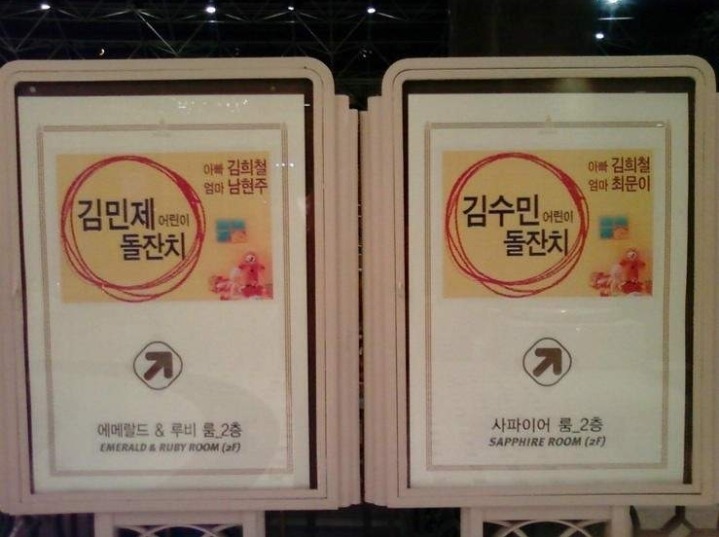 아빠 김희철
엄마 남현주
김민제 어린이
돌잔치
에메랄드 & 루비 룸_2층
EMERALD & RUBY ROOM (2F)
아빠 김희철
엄마 최문이
김수민 어린이
돌잔치
사파이어 룸_2층
SAPPHIRE ROOM (2F)